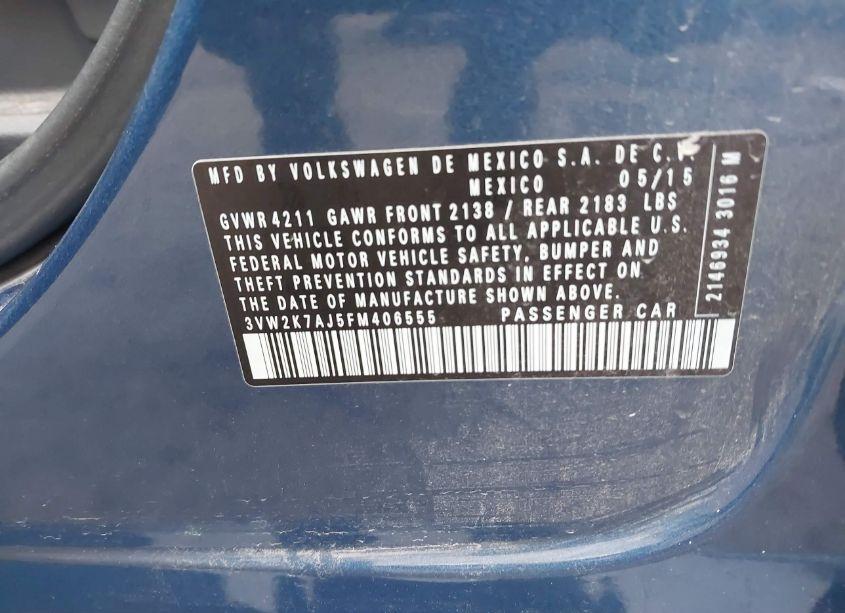 MFD BY VOLKSWAGEN DE MEXICO S.A. DE C.V.
MEXICO 05/15
GVWR 4211 GAWR FRONT 2138 / REAR 2183 LBS
THIS VEHICLE CONFORMS TO ALL APPLICABLE U.S.
FEDERAL MOTOR VEHICLE SAFETY, BUMPER AND
THEFT PREVENTION STANDARDS IN EFFECT ON
THE DATE OF MANUFACTURE SHOWN ABOVE.
3VW2K7AJ5FM406555 PASSENGER CAR
2146934 3016 M